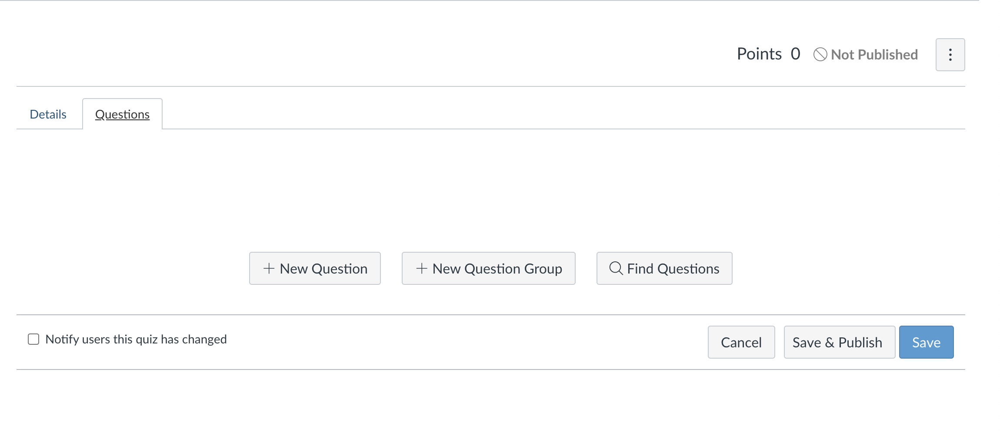 Points 0 Not Published
Details Questions
New Question New Question Group Find Questions
Notify users this quiz has changed Cancel Save & Publish Save